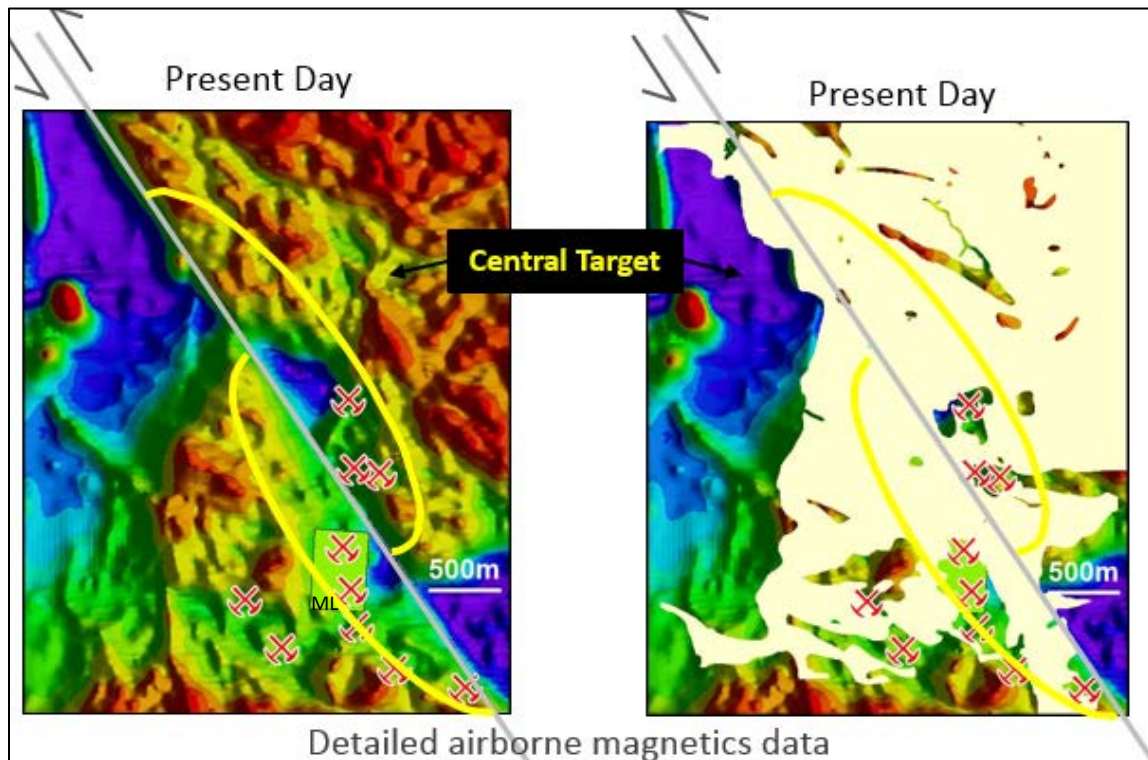 Present Day
Present Day
Central Target
500m
500m
ML
Detailed airborne magnetics data